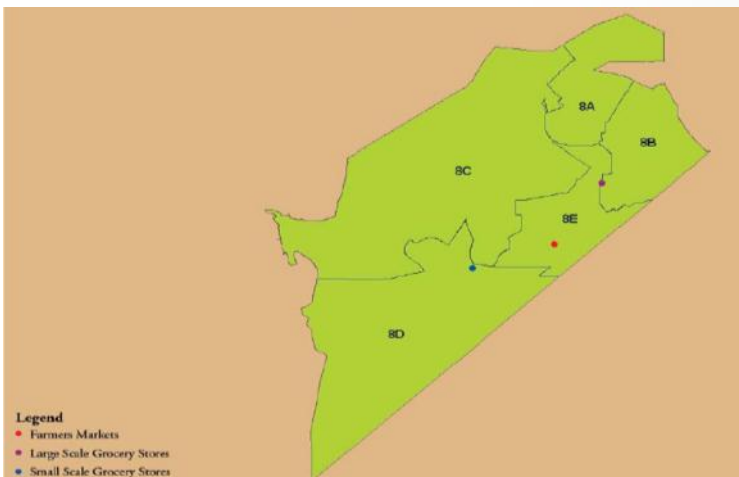 8A
8B
8C
8E
8D
Legend
Farmers Markets
Large Scale Grocery Stores
Small Scale Grocery Stores